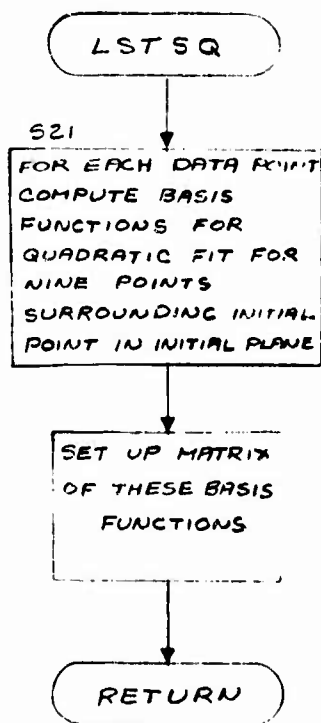 LSTSQ
521
FOR EACH DATA POINT
COMPUTE BASIS
FUNCTIONS FOR
QUADRATIC FIT FOR
NINE POINTS
SURROUNDING INITIAL
POINT IN INITIAL PLANE
SET UP MATRIX
OF THESE BASIS
FUNCTIONS
RETURN